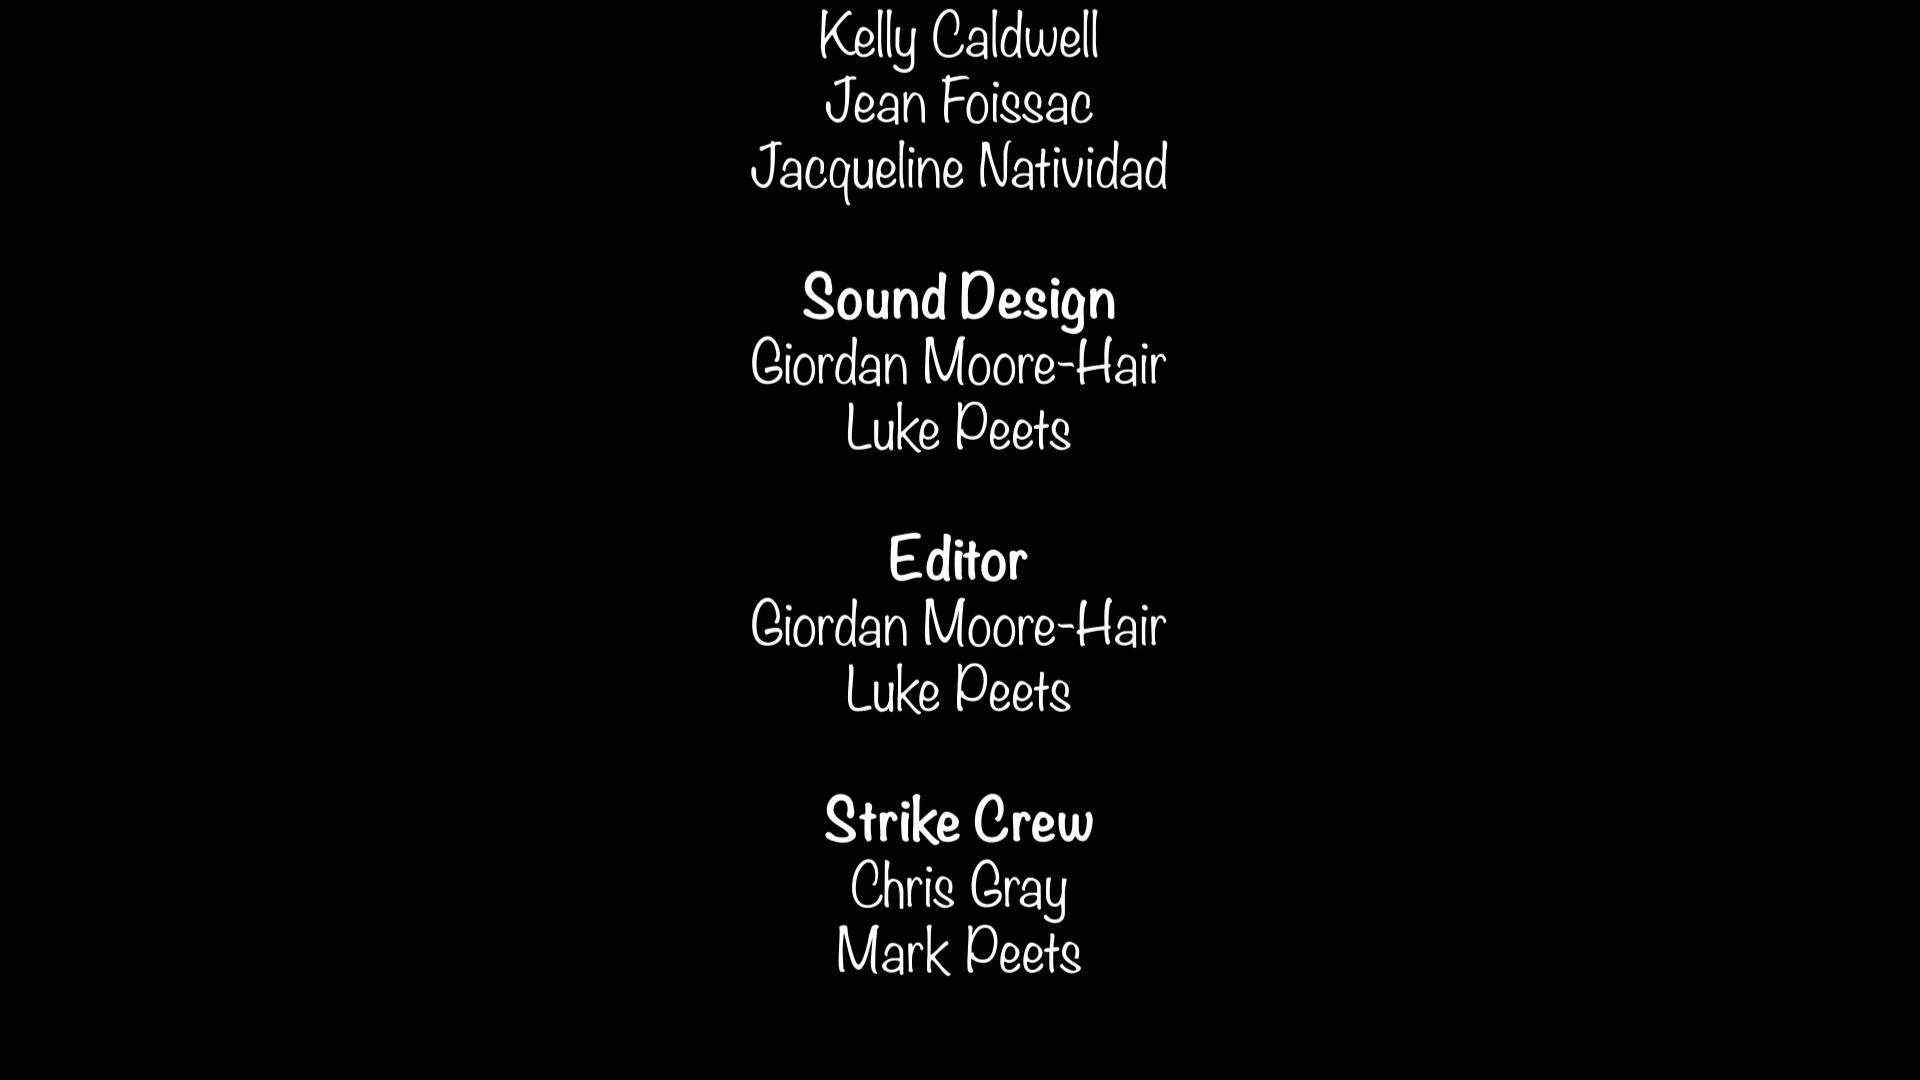 Kelly Caldwell
Jean Foissac
Jacqueline Natividad
Sound Design
Giordan Moore-Hair
Luke Peets
Editor
Giordan Moore-Hair
Luke Peets
Strike Crew
Chris Gray
Mark Peets